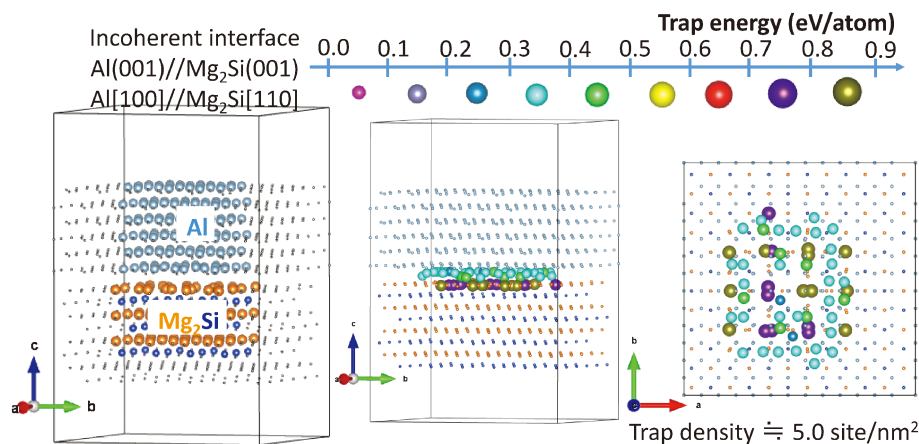 Trap energy (eV/atom)
Incoherent interface
Al(001)//Mg₂Si(001)
Al[100]//Mg₂Si[110]
0.0 0.1 0.2 0.3 0.4 0.5 0.6 0.7 0.8 0.9
Al
Mg₂Si
c
a b
c
a b
b
a
Trap density ≒ 5.0 site/nm²